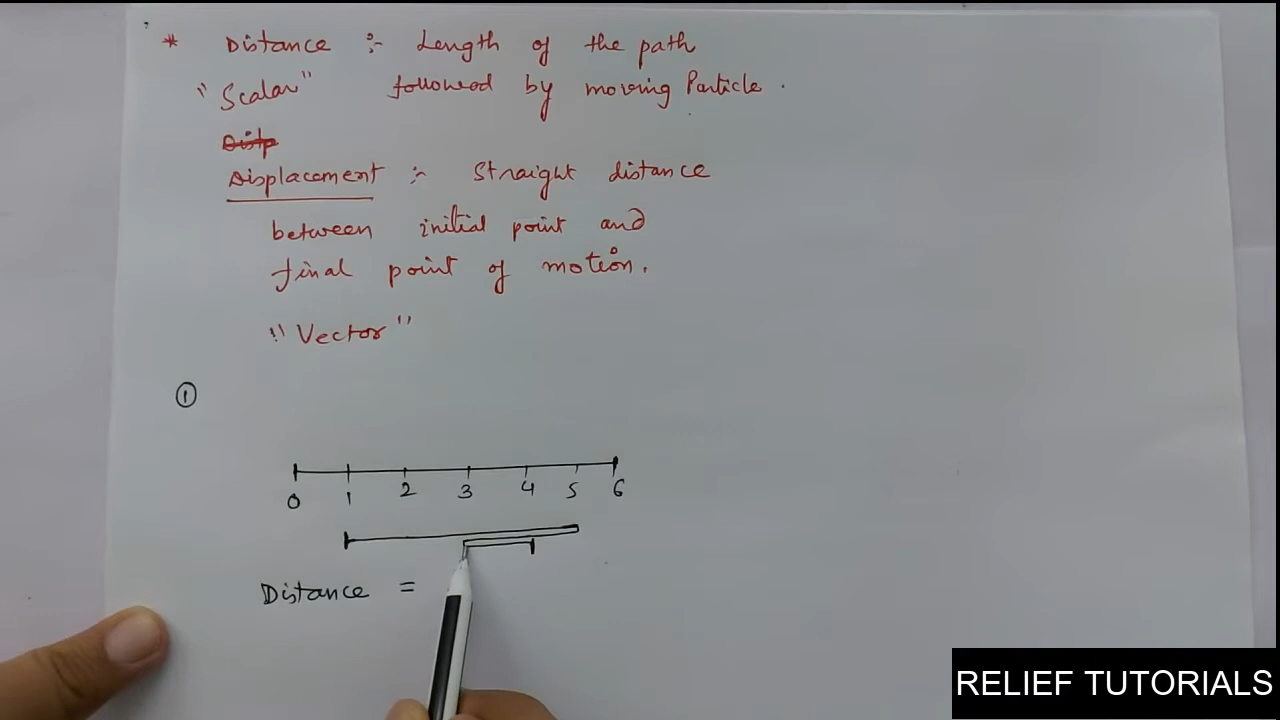 * Distance :- Length of the path
"Scalar" followed by moving Particle.
Disp
Displacement :- Straight distance
between initial point and
final point of motion.
"Vector"
①
0 1 2 3 4 5 6
Distance =
RELIEF TUTORIALS